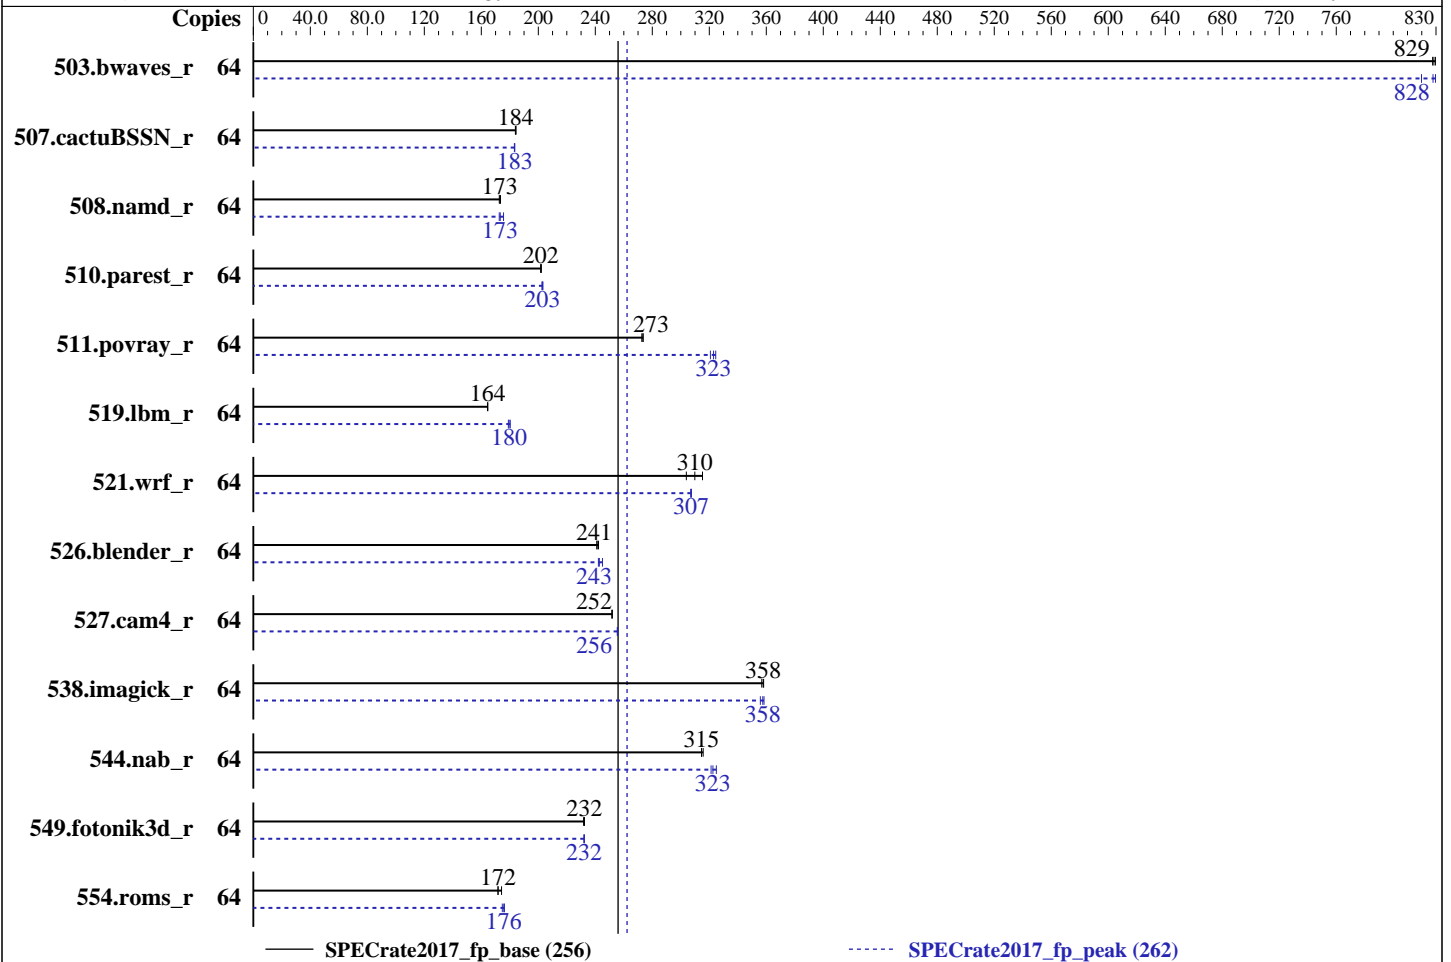 Copies 0 40.0 80.0 120 160 200 240 280 320 360 400 440 480 520 560 600 640 680 720 760 830
829
503.bwaves_r 64
828
184
507.cactuBSSN_r 64
183
173
508.namd_r 64
173
202
510.parest_r 64
203
273
511.povray_r 64
323
164
519.lbm_r 64
180
310
521.wrf_r 64
307
241
526.blender_r 64
243
252
527.cam4_r 64
256
358
538.imagick_r 64
358
315
544.nab_r 64
323
232
549.fotonik3d_r 64
232
172
554.roms_r 64
176
SPECrate2017_fp_base (256) SPECrate2017_fp_peak (262)